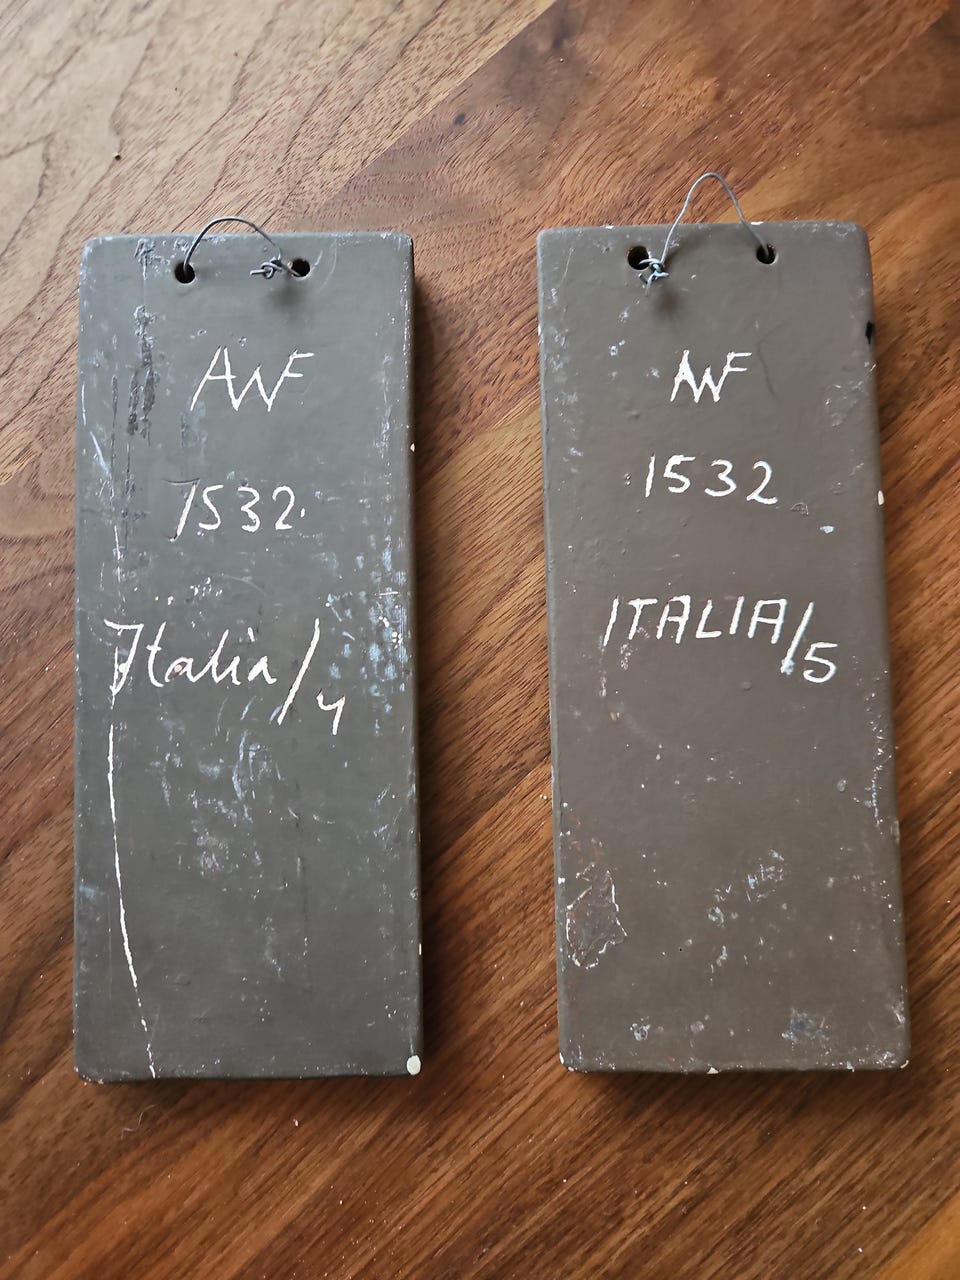 AWF
1532.
Italia/4
AWF
1532
ITALIA/5